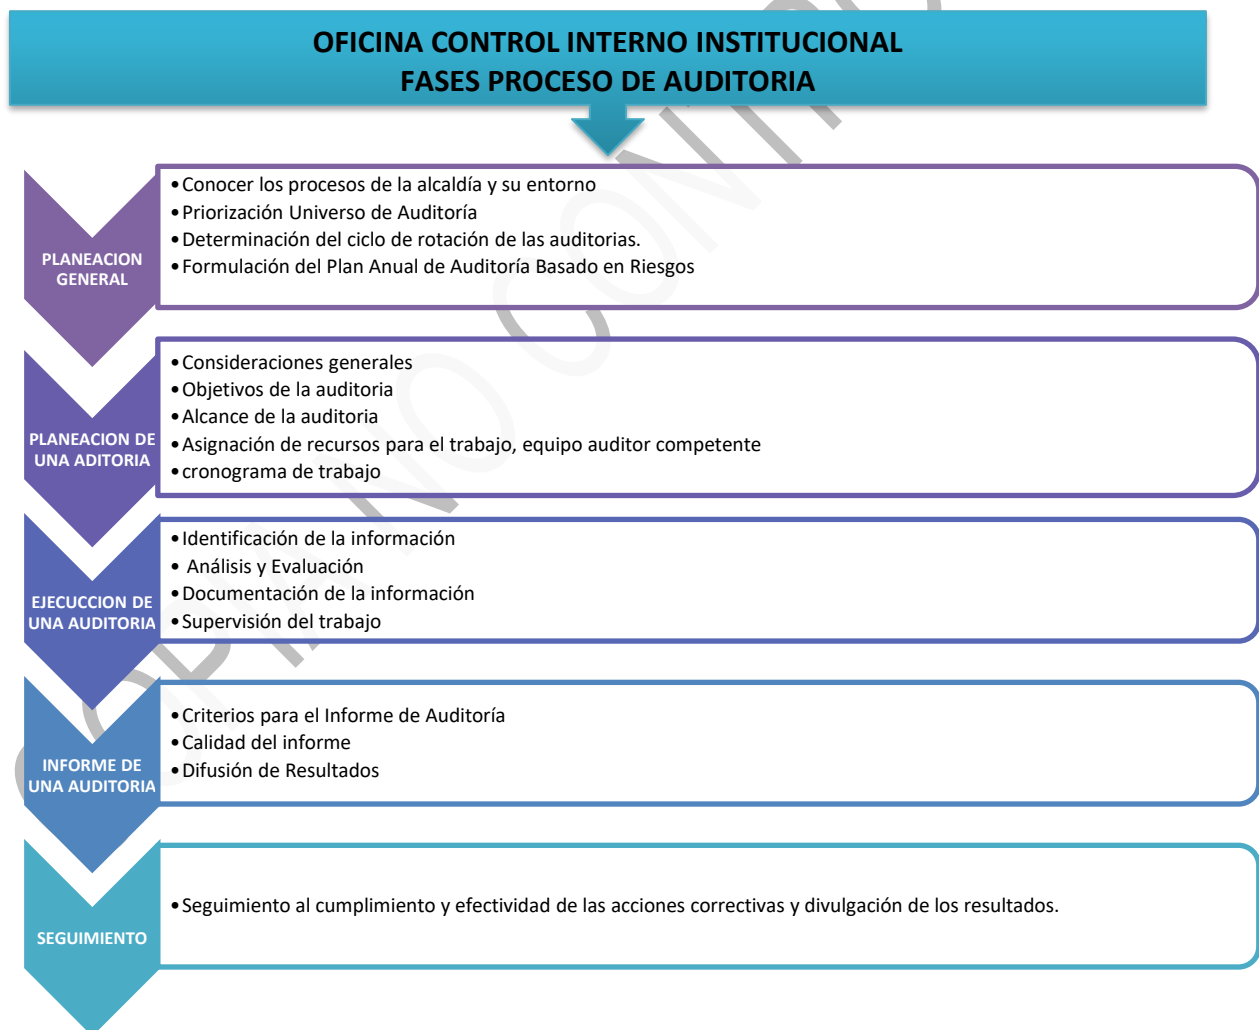 OFICINA CONTROL INTERNO INSTITUCIONAL
FASES PROCESO DE AUDITORIA
PLANEACION
GENERAL
•Conocer los procesos de la alcaldía y su entorno
•Priorización Universo de Auditoría
•Determinación del ciclo de rotación de las auditorias.
•Formulación del Plan Anual de Auditoría Basado en Riesgos
PLANEACION DE
UNA ADITORIA
•Consideraciones generales
•Objetivos de la auditoria
•Alcance de la auditoria
•Asignación de recursos para el trabajo, equipo auditor competente
•cronograma de trabajo
EJECUCCION DE
UNA AUDITORIA
•Identificación de la información
• Análisis y Evaluación
•Documentación de la información
•Supervisión del trabajo
INFORME DE
UNA AUDITORIA
•Criterios para el Informe de Auditoría
•Calidad del informe
•Difusión de Resultados
SEGUIMIENTO
•Seguimiento al cumplimiento y efectividad de las acciones correctivas y divulgación de los resultados.
COPIA NO CONTR